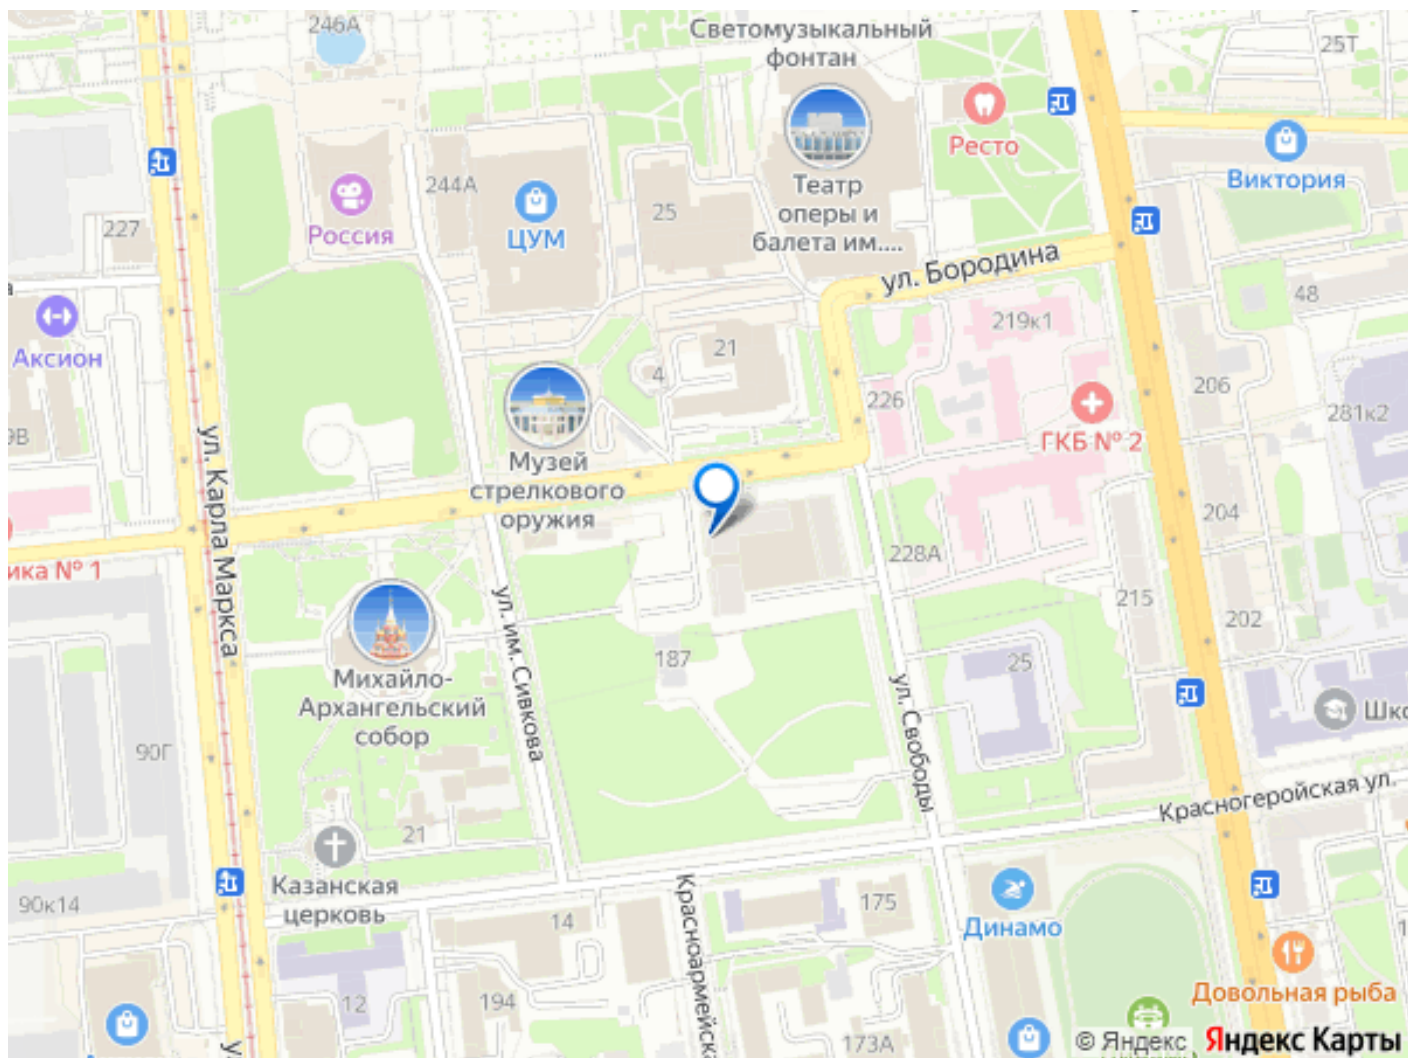 246А
Светомузыкальный
фонтан
25Т
Ресто
Виктория
244А
Россия
ЦУМ
25
Театр
оперы и
балета им....
227
ул. Бородина
48
Аксион
219к1
21
4
206
226
281к2
ГКБ № 2
9В
ул. Карла Маркса
Музей
стрелкового
оружия
204
228А
ика № 1
215
202
ул. им. Сивкова
187
25
Михайло-
Архангельский
собор
ул. Свободы
Шко
90Г
Красногеройская ул.
21
Казанская
церковь
90к14
14
Красноармейска
175
Динамо
12
194
173А
Довольная рыба
© Яндекс Яндекс Карты